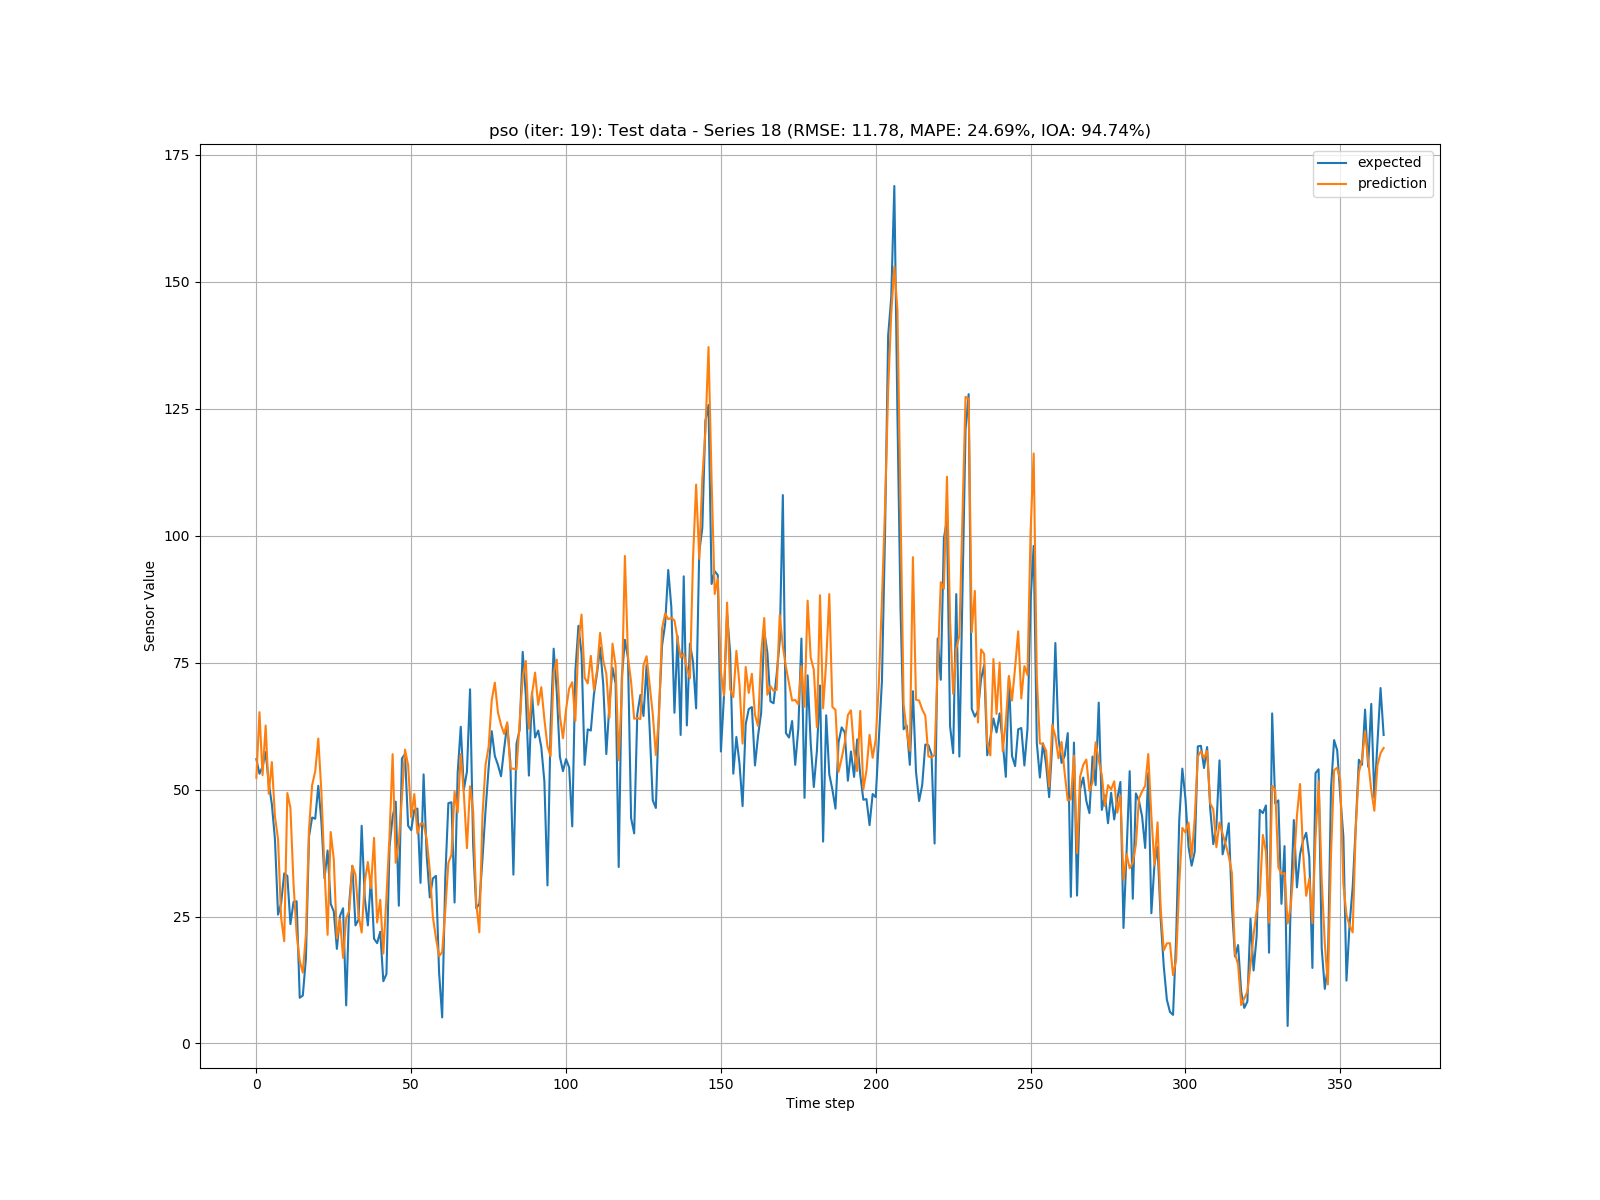 pso (iter: 19): Test data - Series 18 (RMSE: 11.78, MAPE: 24.69%, IOA: 94.74%)
expected
prediction
175
150
125
100
75
50
25
0
Sensor Value
0 50 100 150 200 250 300 350
Time step